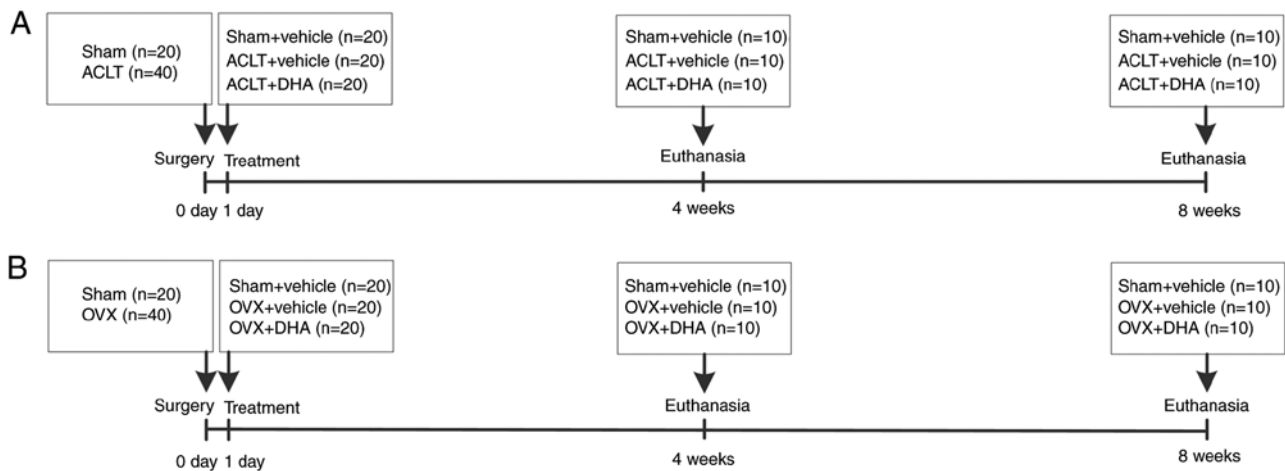 A
Sham (n=20)
ACLT (n=40)
Sham+vehicle (n=20)
ACLT+vehicle (n=20)
ACLT+DHA (n=20)
Sham+vehicle (n=10)
ACLT+vehicle (n=10)
ACLT+DHA (n=10)
Sham+vehicle (n=10)
ACLT+vehicle (n=10)
ACLT+DHA (n=10)
Surgery
Treatment
Euthanasia
Euthanasia
0 day
1 day
4 weeks
8 weeks
B
Sham (n=20)
OVX (n=40)
Sham+vehicle (n=20)
OVX+vehicle (n=20)
OVX+DHA (n=20)
Sham+vehicle (n=10)
OVX+vehicle (n=10)
OVX+DHA (n=10)
Sham+vehicle (n=10)
OVX+vehicle (n=10)
OVX+DHA (n=10)
Surgery
Treatment
Euthanasia
Euthanasia
0 day
1 day
4 weeks
8 weeks